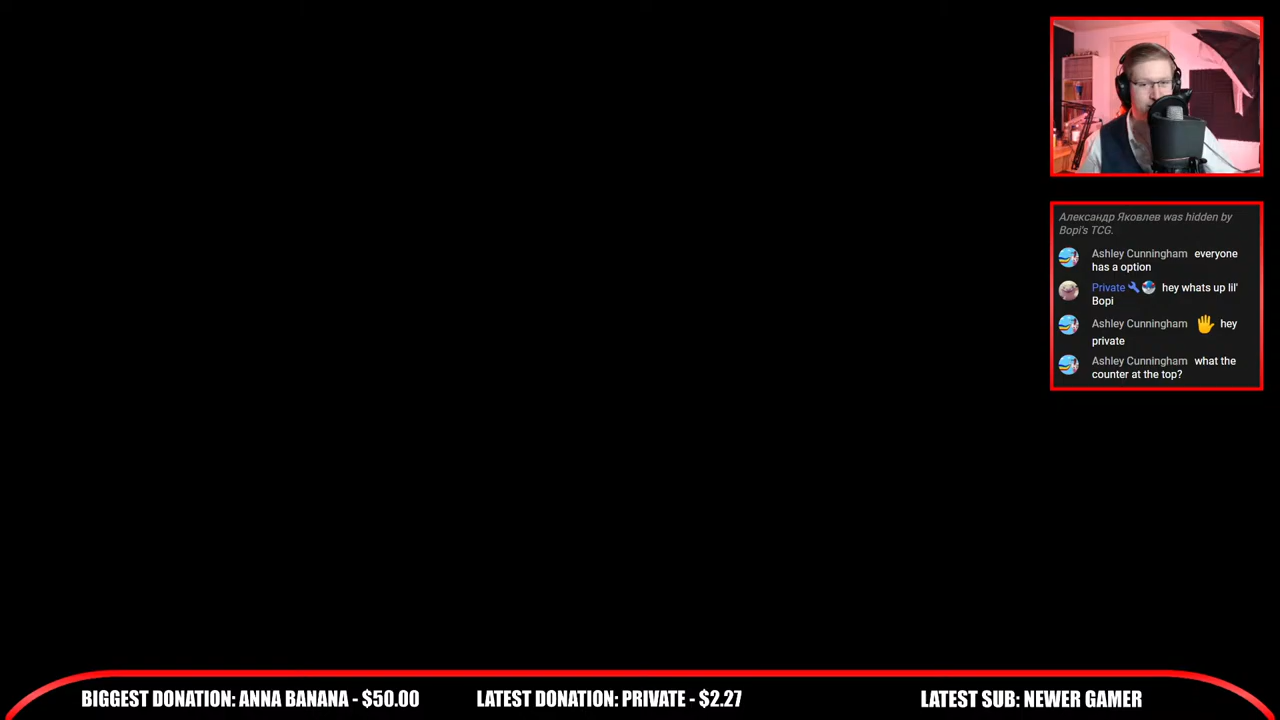 Александр Яковлев was hidden by
Bopi's TCG.
Ashley Cunningham everyone
has a option
Private hey whats up lil'
Bopi
Ashley Cunningham 🖐 hey
private
Ashley Cunningham what the
counter at the top?
BIGGEST DONATION: ANNA BANANA - $50.00 LATEST DONATION: PRIVATE - $2.27 LATEST SUB: NEWER GAMER